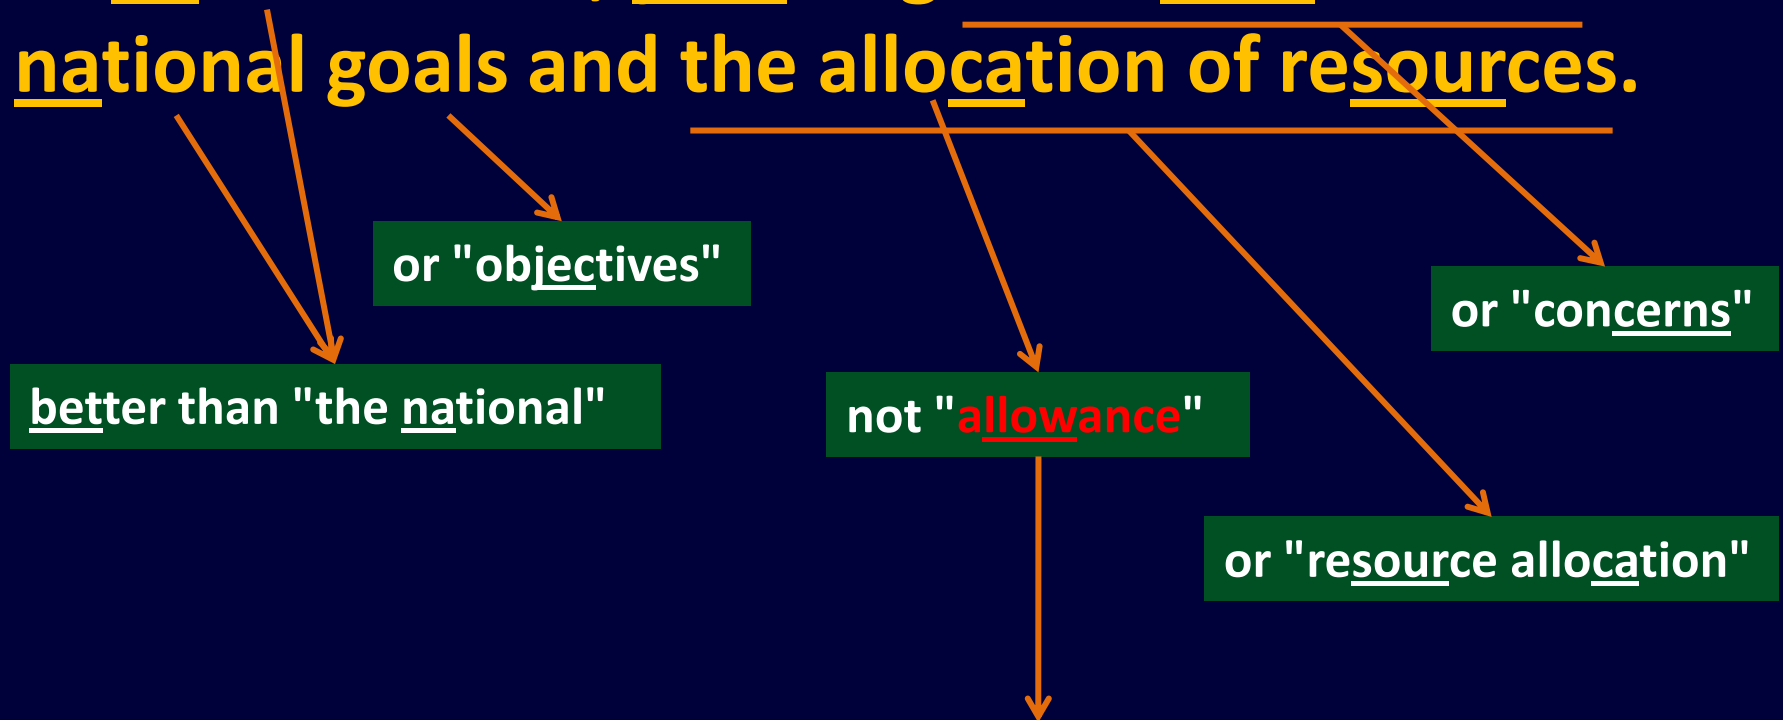 national goals and the allocation of resources.
or "objectives"
or "concerns"
better than "the national"
not "allowance"
or "resource allocation"